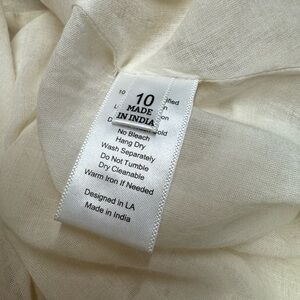 10
MADE
IN INDIA
No Bleach
Hang Dry
Wash Separately
Do Not Tumble
Dry Cleanable
Warm Iron If Needed
Designed in LA
Made in India